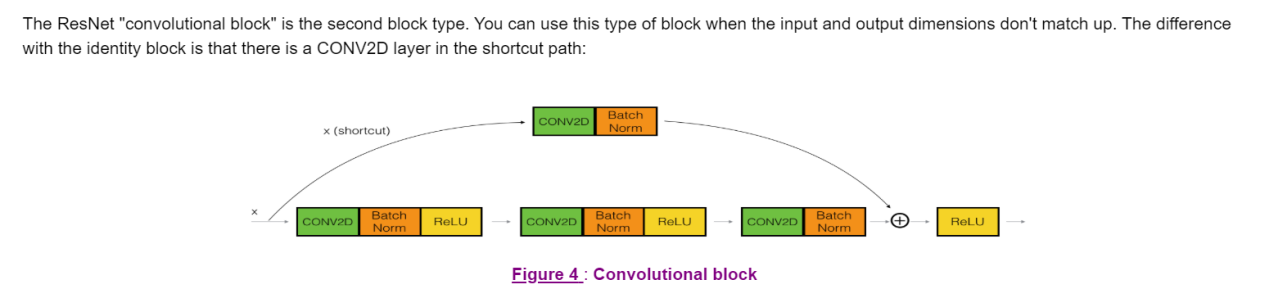 The ResNet "convolutional block" is the second block type. You can use this type of block when the input and output dimensions don't match up. The difference
with the identity block is that there is a CONV2D layer in the shortcut path:
x (shortcut)
CONV2D
Batch
Norm
x
CONV2D
Batch
Norm
ReLU
CONV2D
Batch
Norm
ReLU
CONV2D
Batch
Norm
ReLU
Figure 4 : Convolutional block